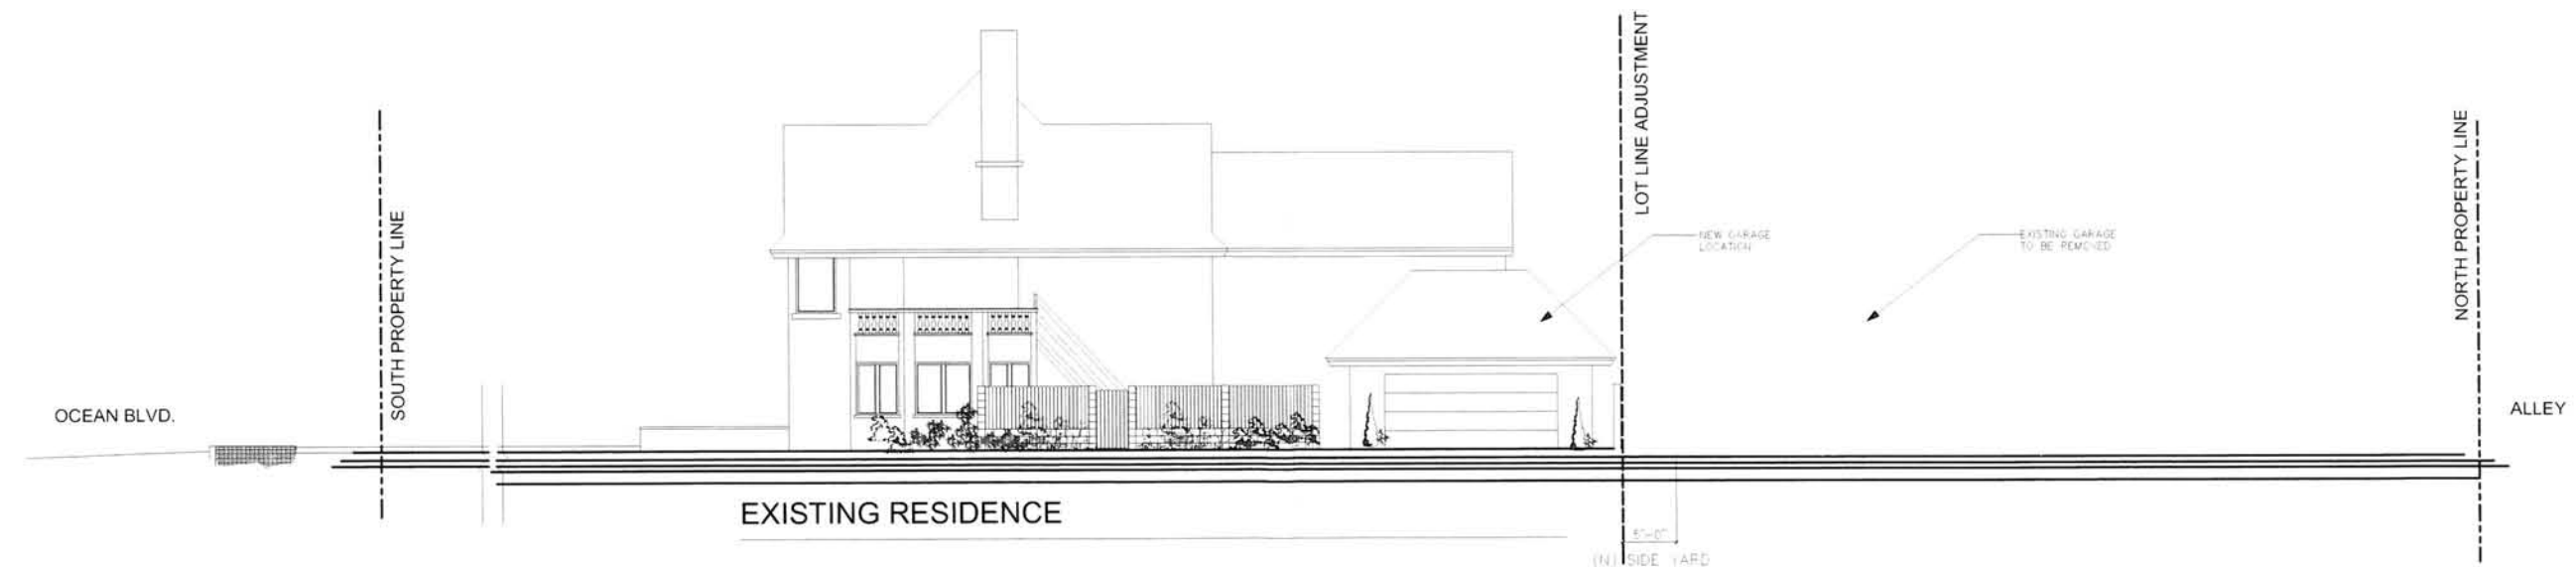 OCEAN BLVD.
SOUTH PROPERTY LINE
LOT LINE ADJUSTMENT
NEW GARAGE
LOCATION
EXISTING GARAGE
TO BE REMOVED
NORTH PROPERTY LINE
ALLEY
EXISTING RESIDENCE
5'-0"
(N) SIDE YARD